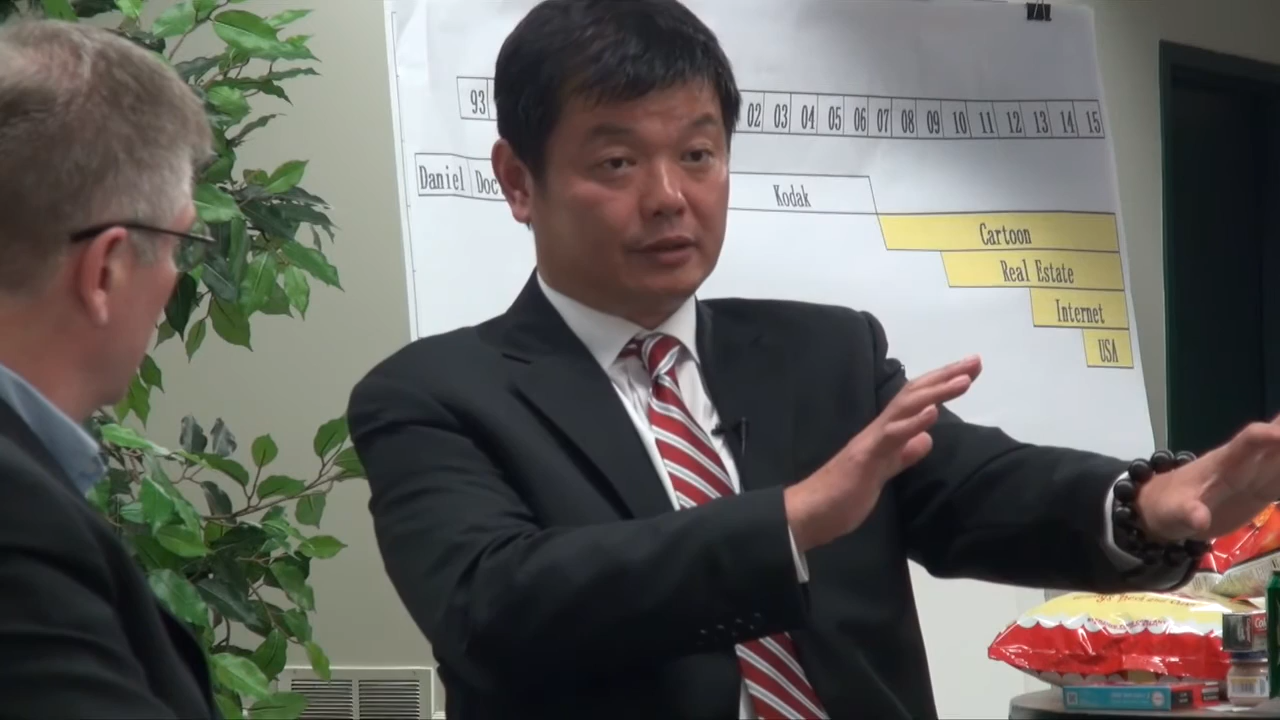 93 02 03 04 05 06 07 08 09 10 11 12 13 14 15
Daniel Doc
Kodak
Cartoon
Real Estate
Internet
USA